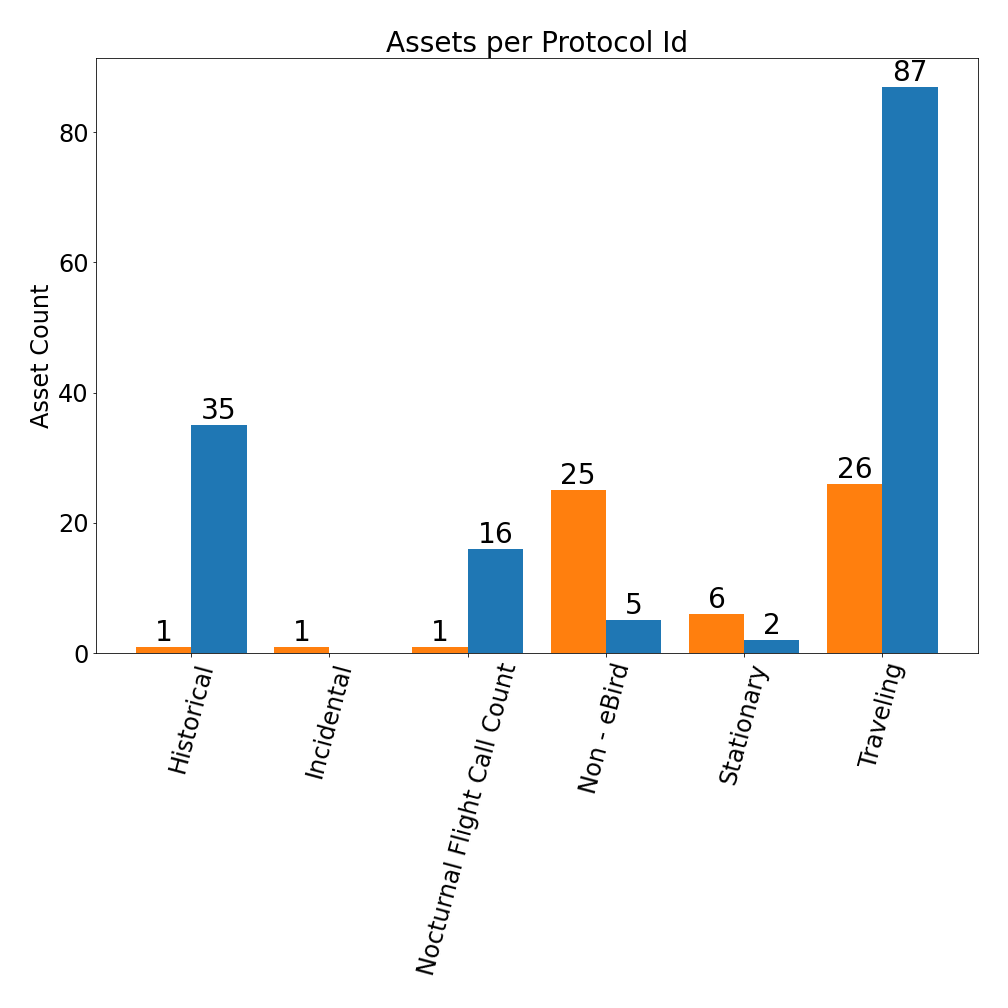 Assets per Protocol Id
Asset Count
80
60
40
20
0
1
35
1
1
16
25
5
6
2
26
87
Historical
Incidental
Nocturnal Flight Call Count
Non - eBird
Stationary
Traveling